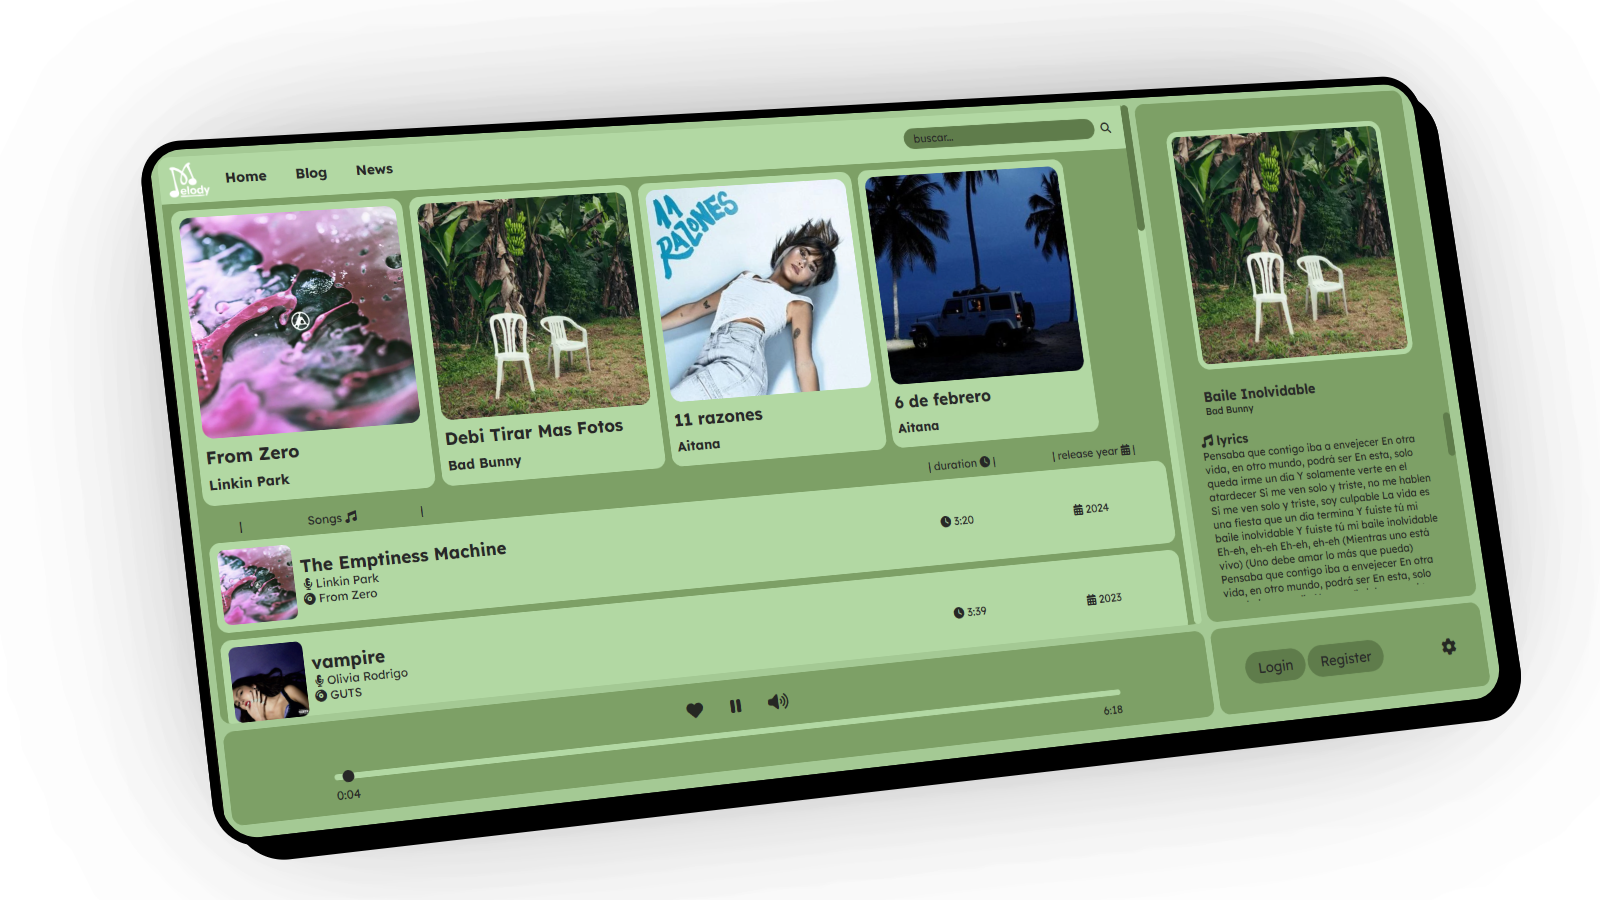 Melody
Home
Blog
News
buscar...
11
RAZONES
From Zero
Linkin Park
Debi Tirar Mas Fotos
Bad Bunny
11 razones
Aitana
6 de febrero
Aitana
| Songs |
| duration |
| release year |
The Emptiness Machine
Linkin Park
From Zero
3:20
2024
vampire
Olivia Rodrigo
GUTS
3:39
2023
0:04
6:18
Baile Inolvidable
Bad Bunny
lyrics
Pensaba que contigo iba a envejecer En otra
vida, en otro mundo, podrá ser En esta, solo
queda irme un día Y solamente verte en el
atardecer Si me ven solo y triste, no me hablen
Si me ven solo y triste, soy culpable La vida es
una fiesta que un día termina Y fuiste tú mi
baile inolvidable Y fuiste tú mi baile inolvidable
Eh-eh, eh-eh Eh-eh, eh-eh (Mientras uno está
vivo) (Uno debe amar lo más que pueda)
Pensaba que contigo iba a envejecer En otra
vida, en otro mundo, podrá ser En esta, solo
Login
Register